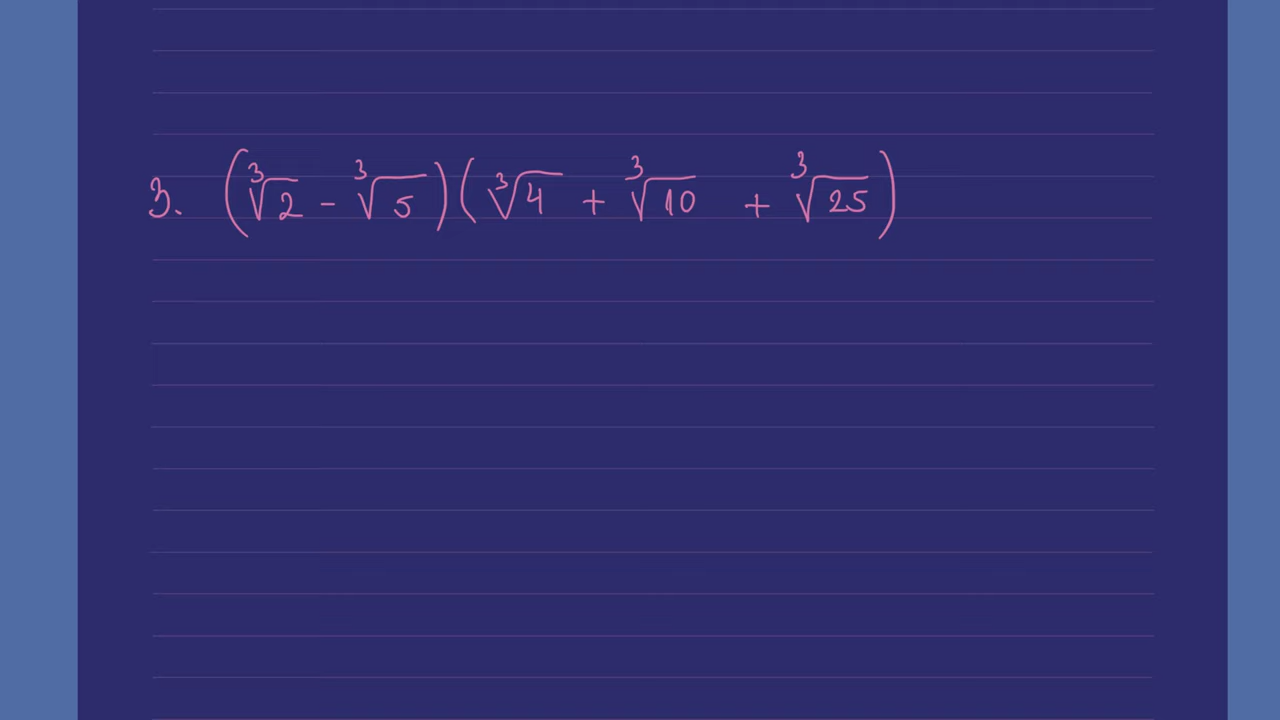 3. (∛2 - ∛5)(∛4 + ∛10 + ∛25)